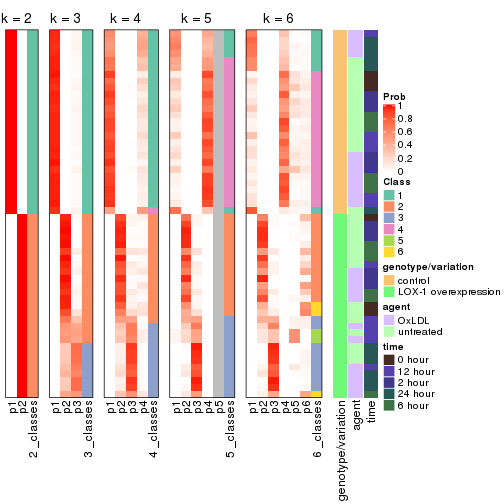 k = 2
k = 3
k = 4
k = 5
k = 6
Prob
1
0.8
0.6
0.4
0.2
0
Class
1
2
3
4
5
6
genotype/variation
control
LOX-1 overexpression
agent
OxLDL
untreated
time
0 hour
12 hour
2 hour
24 hour
6 hour
p1
p2
2_classes
p1
p2
p3
3_classes
p1
p2
p3
p4
4_classes
p1
p2
p3
p4
p5
5_classes
p1
p2
p3
p4
p5
p6
6_classes
genotype/variation
agent
time